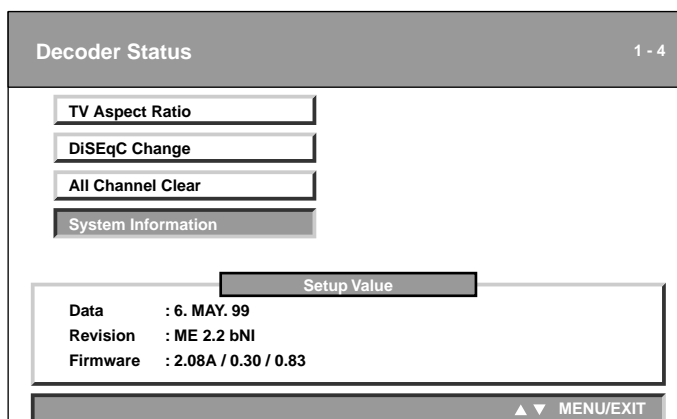 Decoder Status 1 - 4
TV Aspect Ratio
DiSEqC Change
All Channel Clear
System Information
Setup Value
Data : 6. MAY. 99
Revision : ME 2.2 bNI
Firmware : 2.08A / 0.30 / 0.83
▲ ▼ MENU/EXIT